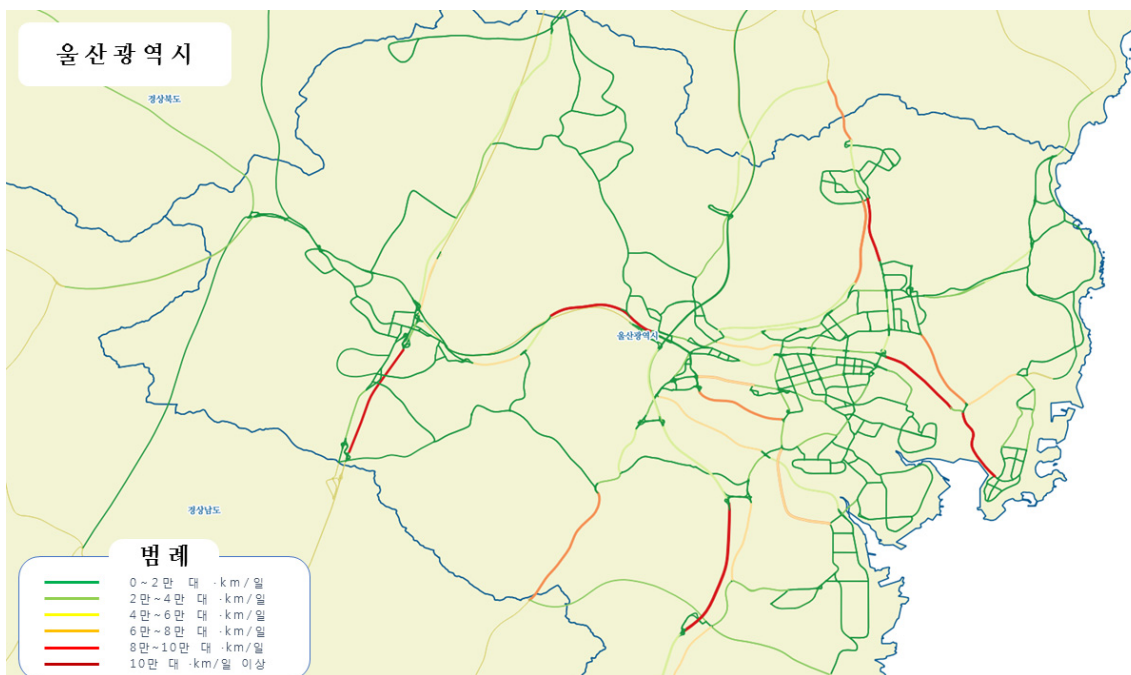 울산광역시
경상북도
울산광역시
경상남도
범례
0~2만 대 ·km/일
2만~4만 대 ·km/일
4만~6만 대 ·km/일
6만~8만 대 ·km/일
8만~10만 대 ·km/일
10만 대 ·km/일 이상